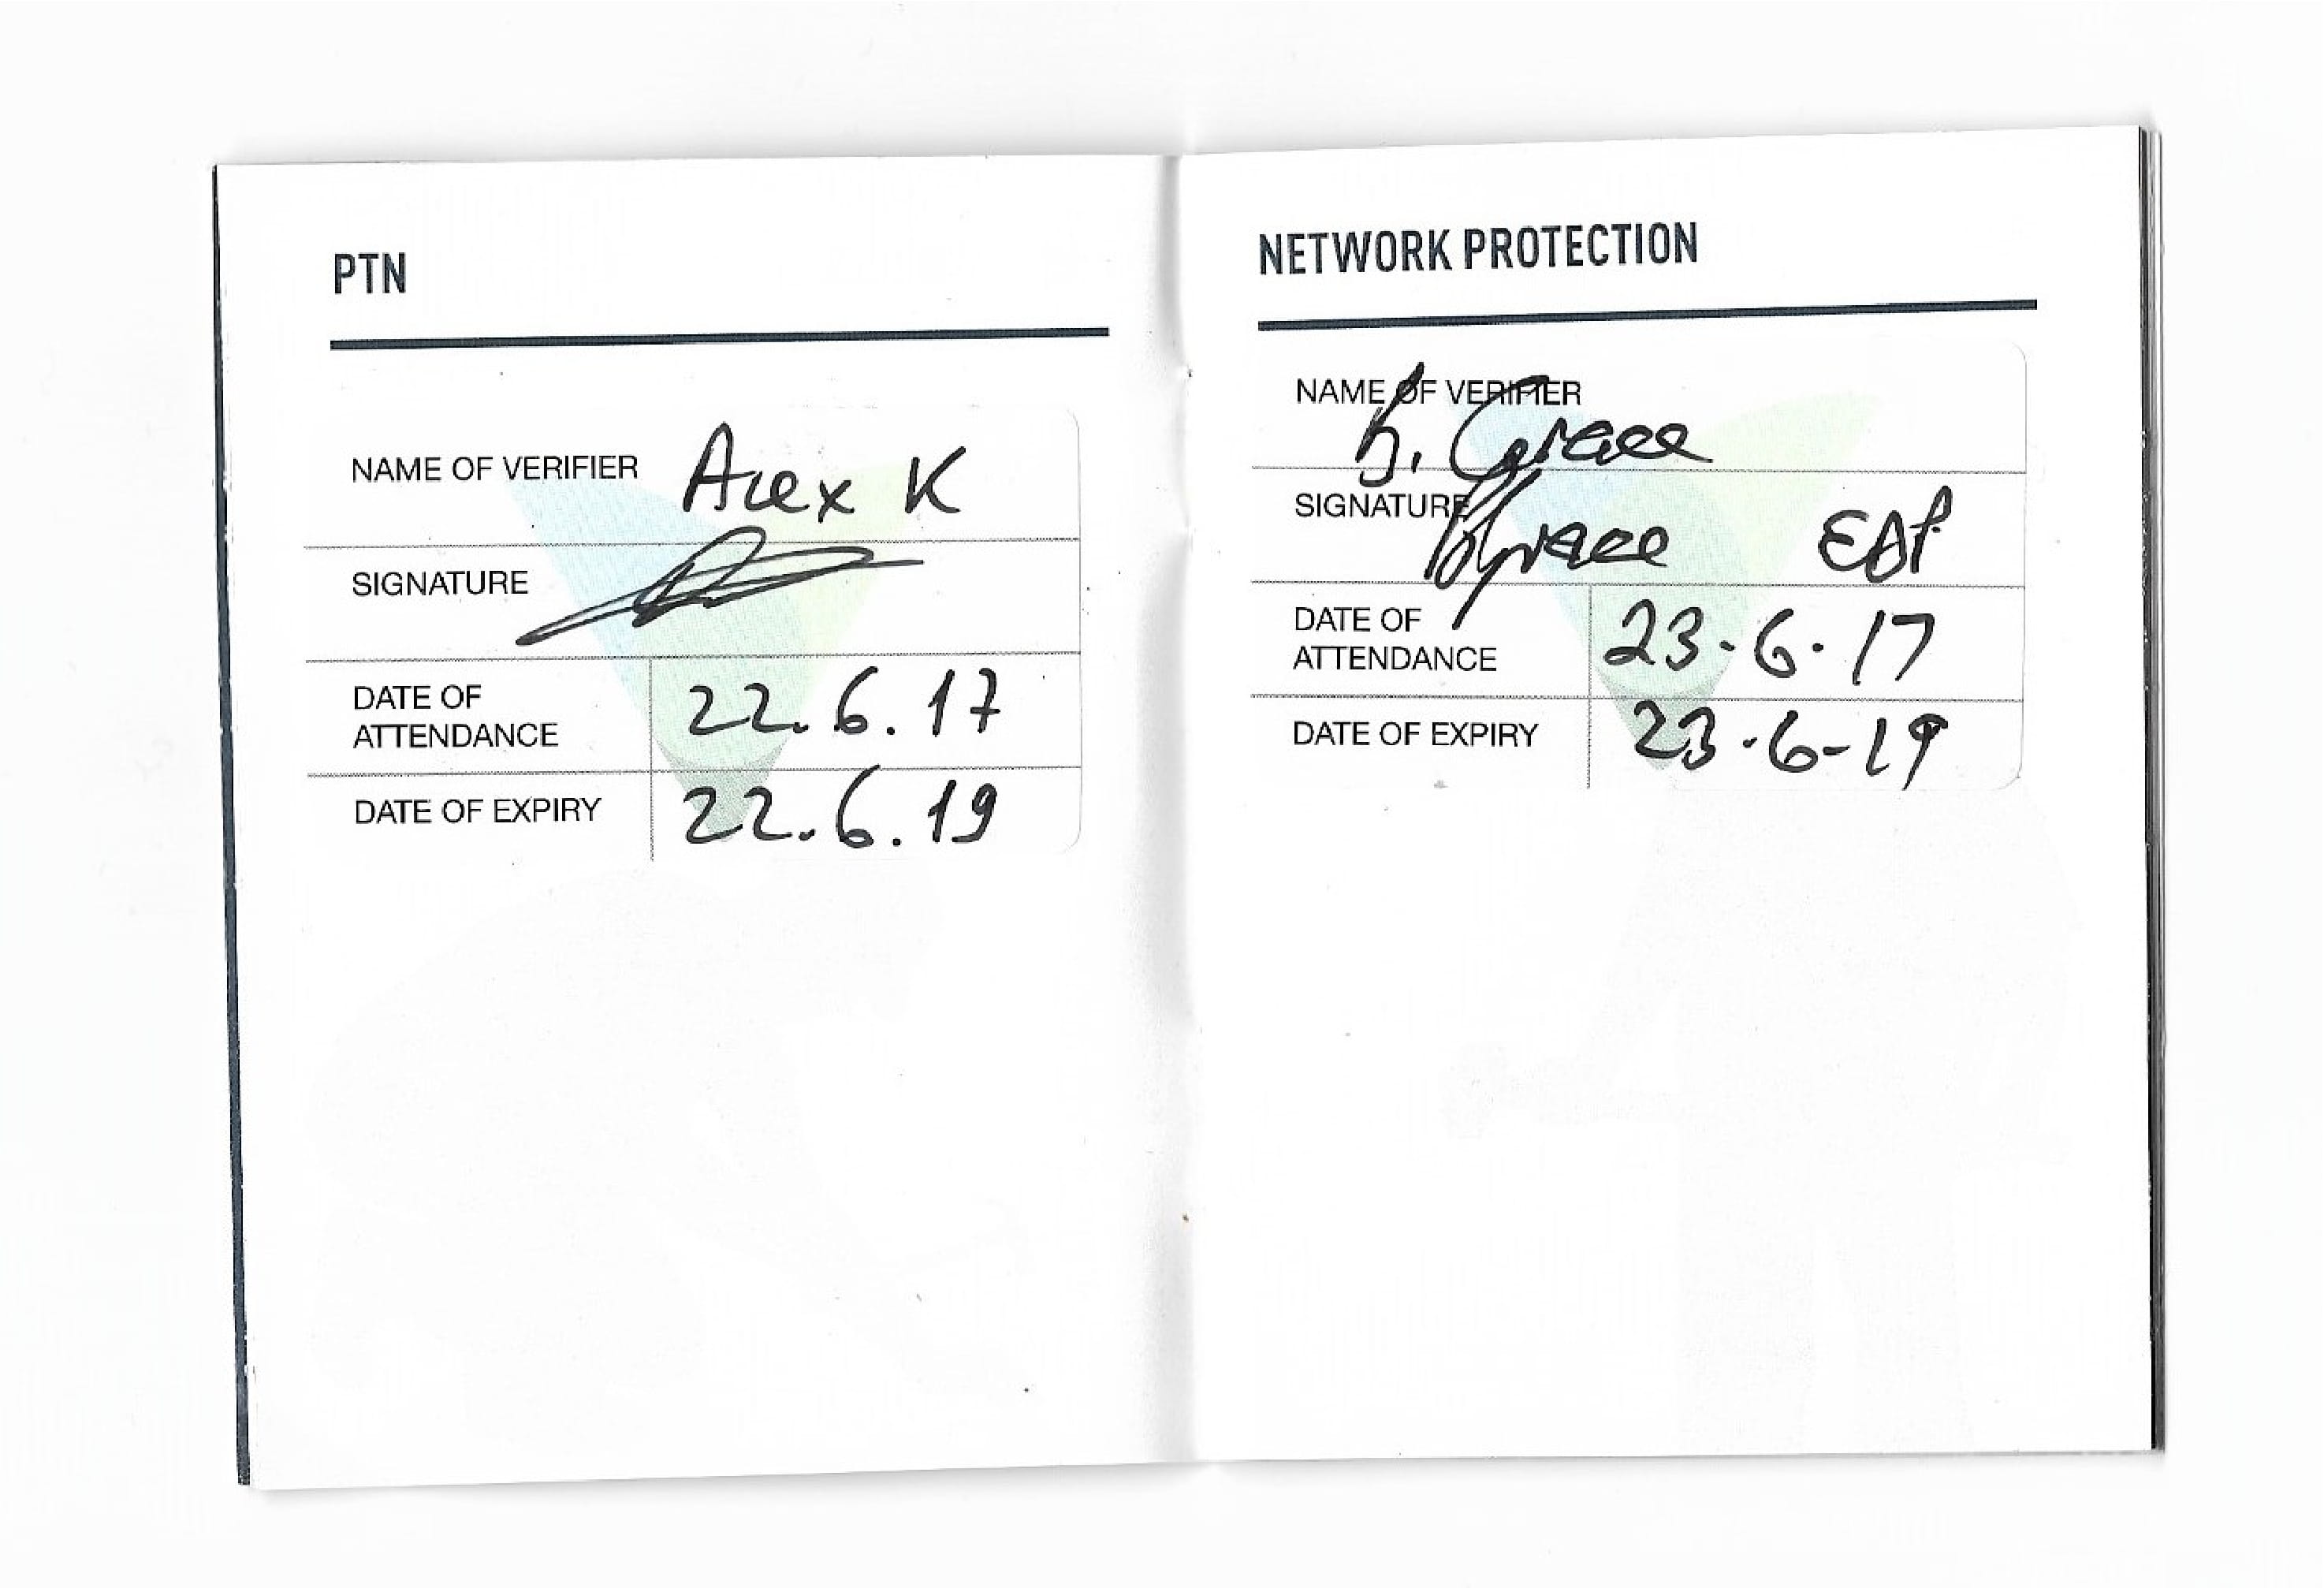 PTN
NAME OF VERIFIER Alex K
SIGNATURE
DATE OF
ATTENDANCE 22.6.17
DATE OF EXPIRY 22.6.19
NETWORK PROTECTION
NAME OF VERIFIER
B. Grace
SIGNATURE
BGrace EAP
DATE OF
ATTENDANCE 23-6-17
DATE OF EXPIRY 23-6-19